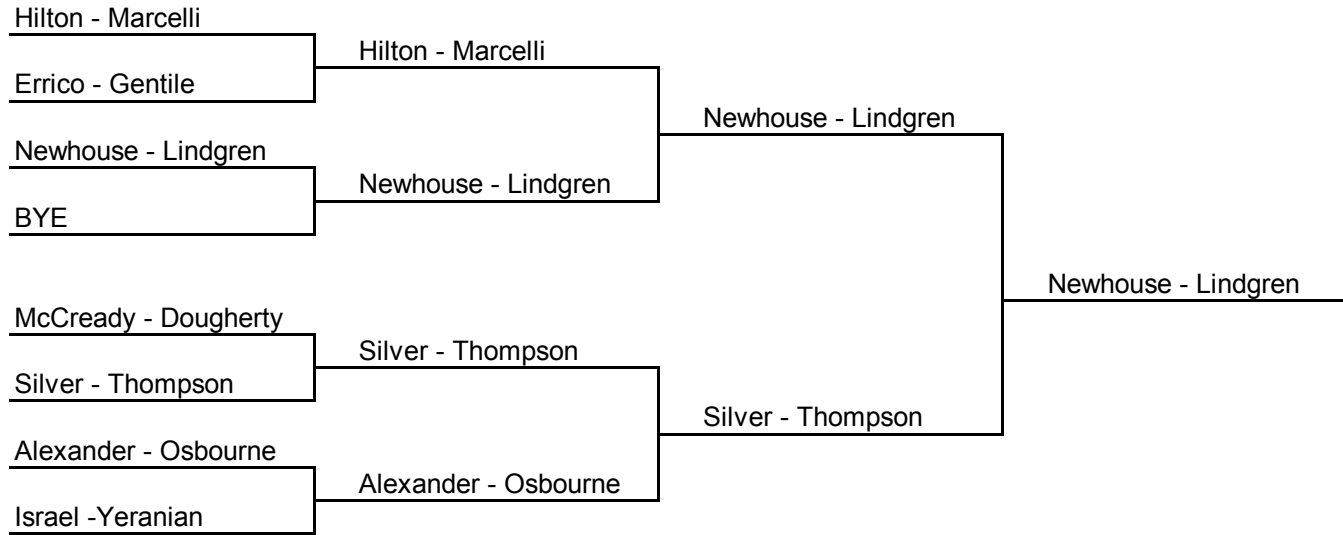 Hilton - Marcelli
Hilton - Marcelli
Errico - Gentile
Newhouse - Lindgren
Newhouse - Lindgren
Newhouse - Lindgren
BYE
Newhouse - Lindgren
McCready - Dougherty
Silver - Thompson
Silver - Thompson
Silver - Thompson
Alexander - Osbourne
Alexander - Osbourne
Israel -Yeranian